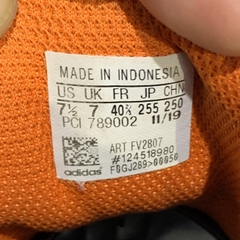 MADE IN INDONESIA
US UK FR JP CHN
7½ 7 40⅔ 255 250
PCI 789002 11/19
ART FV2807
#124518980
F0GJ269>00050
adidas